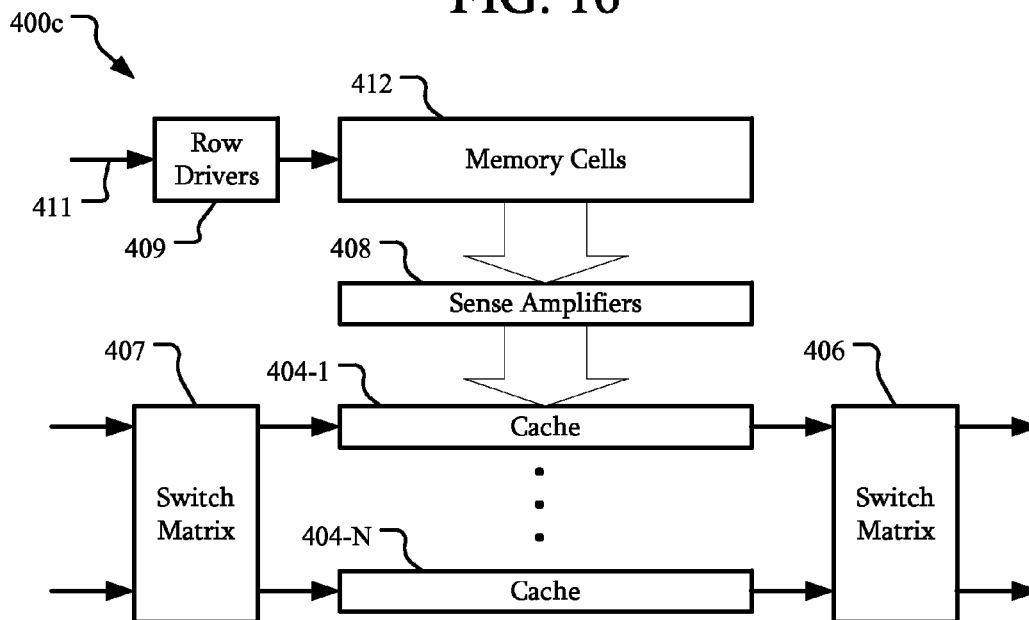 FIG. 16
400c
412
Row
Drivers
Memory Cells
411
409
408
Sense Amplifiers
407
404-1
406
Cache
Switch
Matrix
Switch
Matrix
404-N
Cache